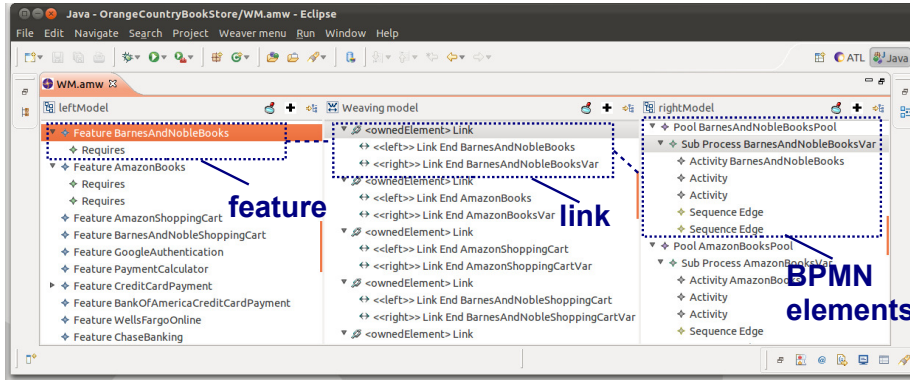 Java - OrangeCountryBookStore/WM.amw - Eclipse
File Edit Navigate Search Project Weaver menu Run Window Help
ATL Java
WM.amw
leftModel
Feature BarnesAndNobleBooks
Requires
Feature AmazonBooks
Requires
Requires
Feature AmazonShoppingCart
Feature BarnesAndNobleShoppingCart
Feature GoogleAuthentication
Feature PaymentCalculator
Feature CreditCardPayment
Feature BankOfAmericaCreditCardPayment
Feature WellsFargoOnline
Feature ChaseBanking
feature
Weaving model
<ownedElement> Link
<<left>> Link End BarnesAndNobleBooks
<<right>> Link End BarnesAndNobleBooksVar
<ownedElement> Link
<<left>> Link End AmazonBooks
<<right>> Link End AmazonBooksVar
<ownedElement> Link
<<left>> Link End AmazonShoppingCart
<<right>> Link End AmazonShoppingCartVar
<ownedElement> Link
<<left>> Link End BarnesAndNobleShoppingCart
<<right>> Link End BarnesAndNobleShoppingCartVar
<ownedElement> Link
link
rightModel
Pool BarnesAndNobleBooksPool
Sub Process BarnesAndNobleBooksVar
Activity BarnesAndNobleBooks
Activity
Activity
Sequence Edge
Sequence Edge
Pool AmazonBooksPool
Sub Process AmazonBooksVar
Activity AmazonBooks
Activity
Activity
Sequence Edge
BPMN
elements